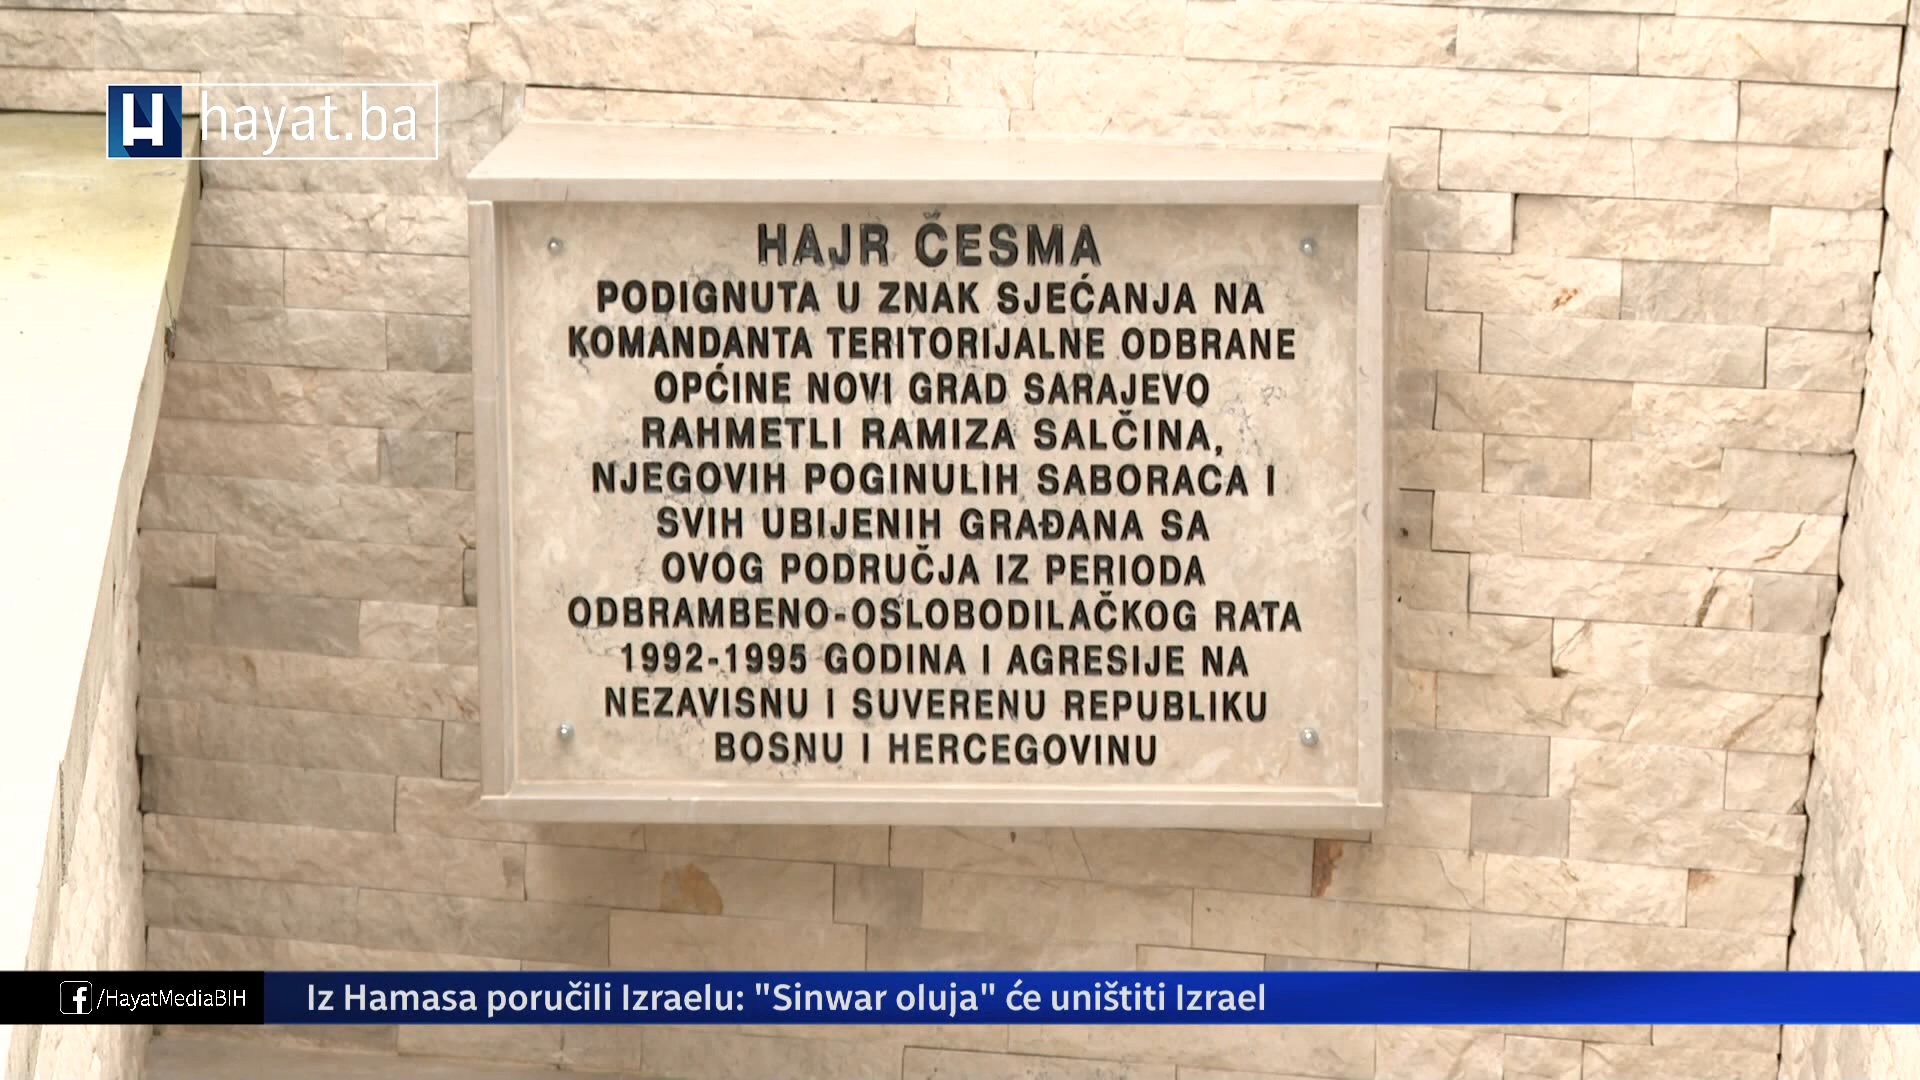 hayat.ba
HAJR ČESMA
PODIGNUTA U ZNAK SJEĆANJA NA
KOMANDANTA TERITORIJALNE ODBRANE
OPĆINE NOVI GRAD SARAJEVO
RAHMETLI RAMIZA SALČINA,
NJEGOVIH POGINULIH SABORACA I
SVIH UBIJENIH GRAĐANA SA
OVOG PODRUČJA IZ PERIODA
ODBRAMBENO-OSLOBODILAČKOG RATA
1992-1995 GODINA I AGRESIJE NA
NEZAVISNU I SUVERENU REPUBLIKU
BOSNU I HERCEGOVINU
/HayatMediaBIH
Iz Hamasa poručili Izraelu: "Sinwar oluja" će uništiti Izrael